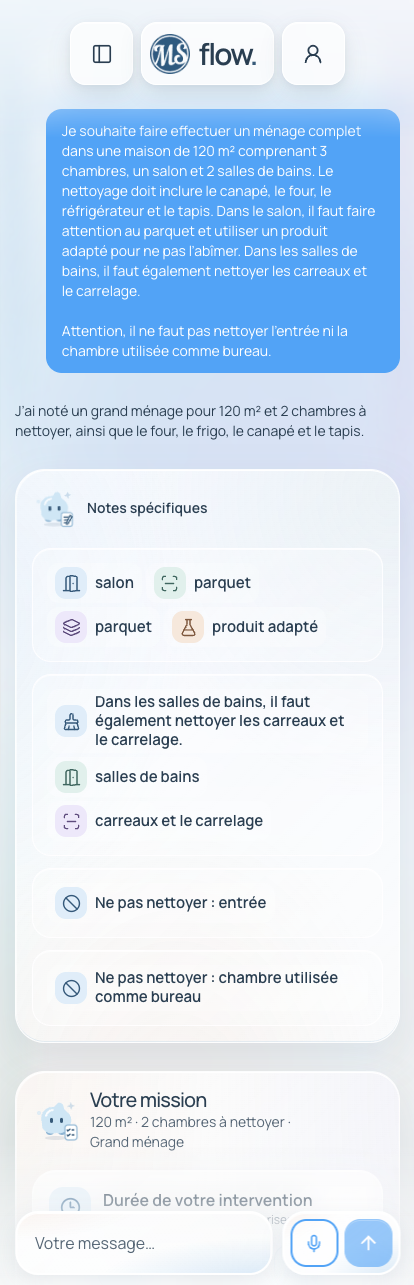 MS flow.
Je souhaite faire effectuer un ménage complet
dans une maison de 120 m² comprenant 3
chambres, un salon et 2 salles de bains. Le
nettoyage doit inclure le canapé, le four, le
réfrigérateur et le tapis. Dans le salon, il faut faire
attention au parquet et utiliser un produit
adapté pour ne pas l'abîmer. Dans les salles de
bains, il faut également nettoyer les carreaux et
le carrelage.
Attention, il ne faut pas nettoyer l'entrée ni la
chambre utilisée comme bureau.
J'ai noté un grand ménage pour 120 m² et 2 chambres à
nettoyer, ainsi que le four, le frigo, le canapé et le tapis.
Notes spécifiques
salon parquet
parquet produit adapté
Dans les salles de bains, il faut
également nettoyer les carreaux et
le carrelage.
salles de bains
carreaux et le carrelage
Ne pas nettoyer : entrée
Ne pas nettoyer : chambre utilisée
comme bureau
Votre mission
120 m² · 2 chambres à nettoyer ·
Grand ménage
Durée de votre intervention
Votre message...